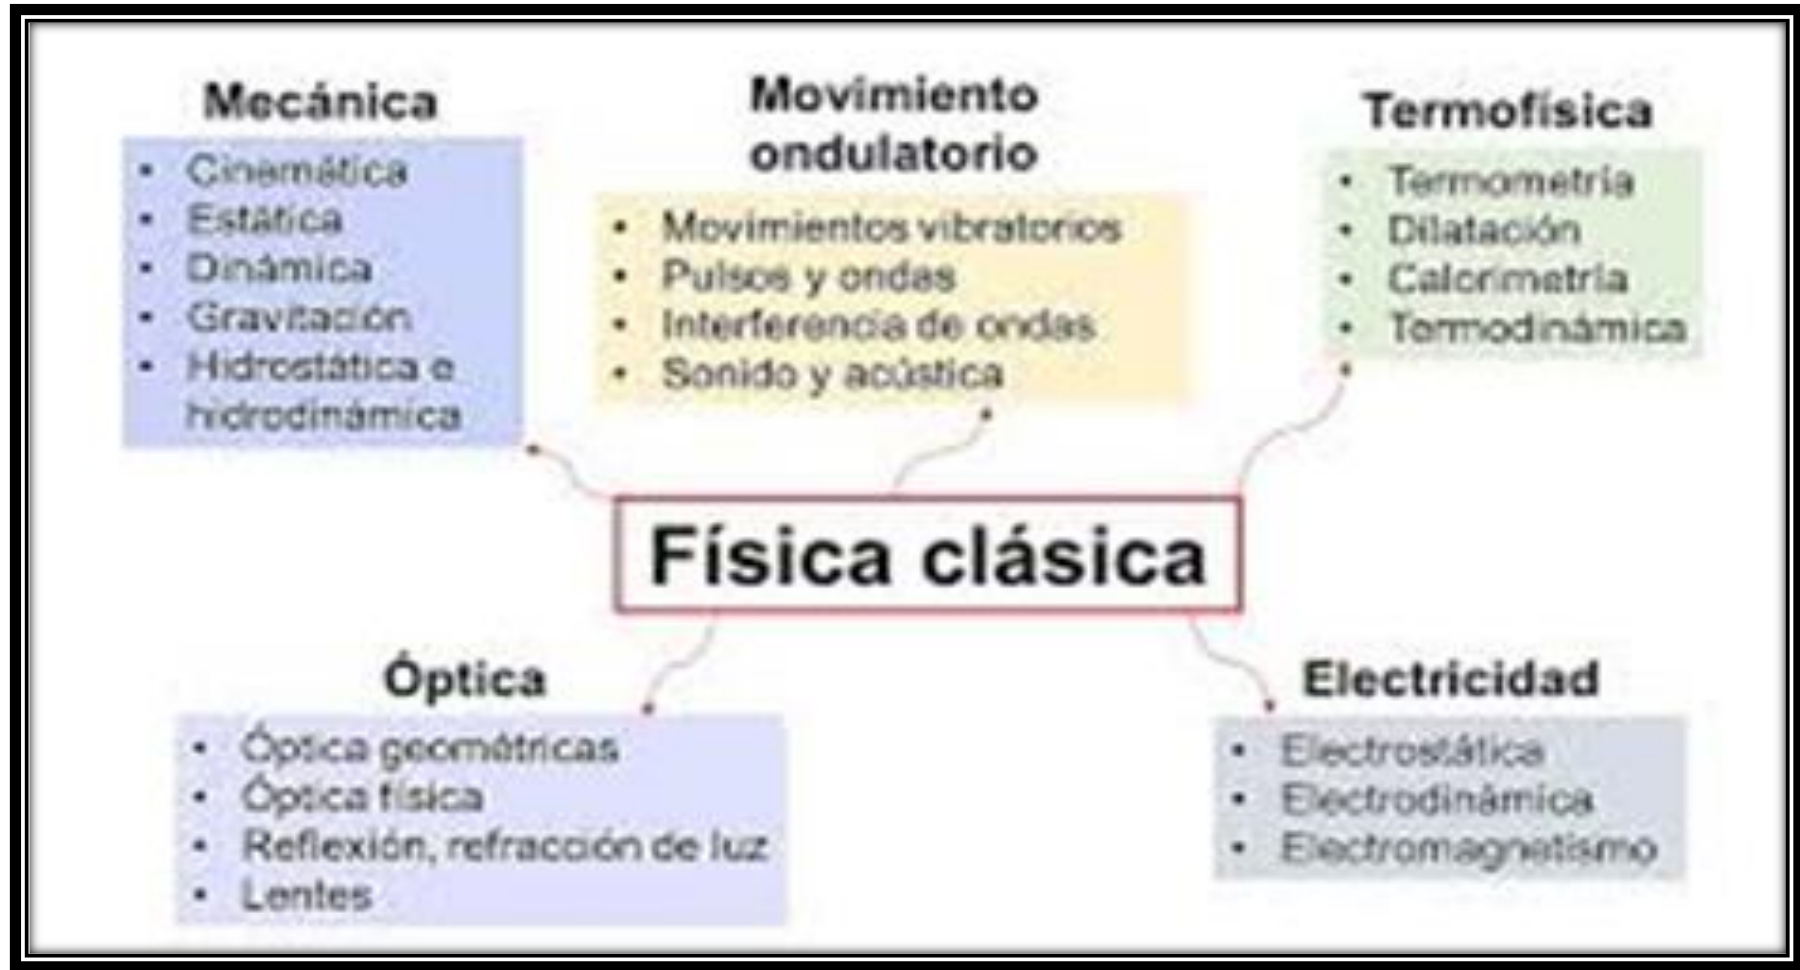 Mecánica
• Cinemática
• Estática
• Dinámica
• Gravitación
• Hidrostática e
hidrodinámica
Movimiento
ondulatorio
• Movimientos vibratorios
• Pulsos y ondas
• Interferencia de ondas
• Sonido y acústica
Termofísica
• Termometría
• Dilatación
• Calorimetría
• Termodinámica
Física clásica
Óptica
• Óptica geométricas
• Óptica física
• Reflexión, refracción de luz
• Lentes
Electricidad
• Electrostática
• Electrodinámica
• Electromagnetismo